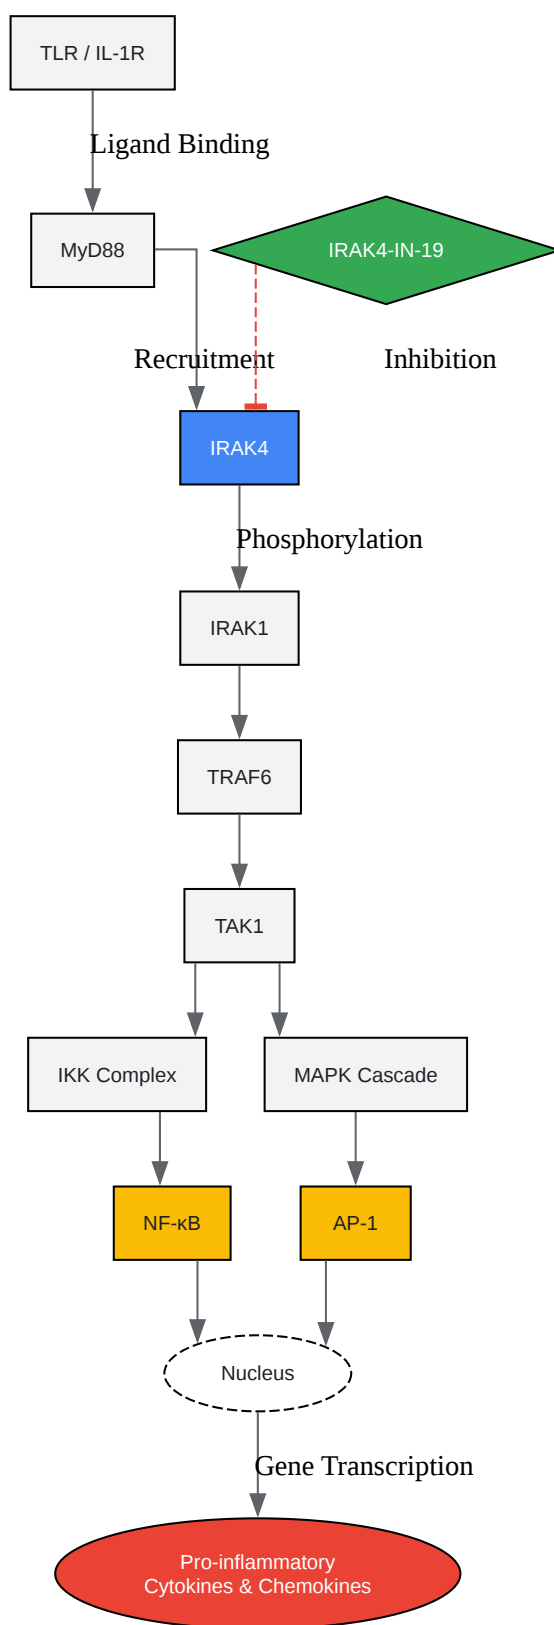 TLR / IL-1R
Ligand Binding
MyD88
IRAK4-IN-19
Recruitment
Inhibition
IRAK4
Phosphorylation
IRAK1
TRAF6
TAK1
IKK Complex
MAPK Cascade
NF-κB
AP-1
Nucleus
Gene Transcription
Pro-inflammatory
Cytokines & Chemokines